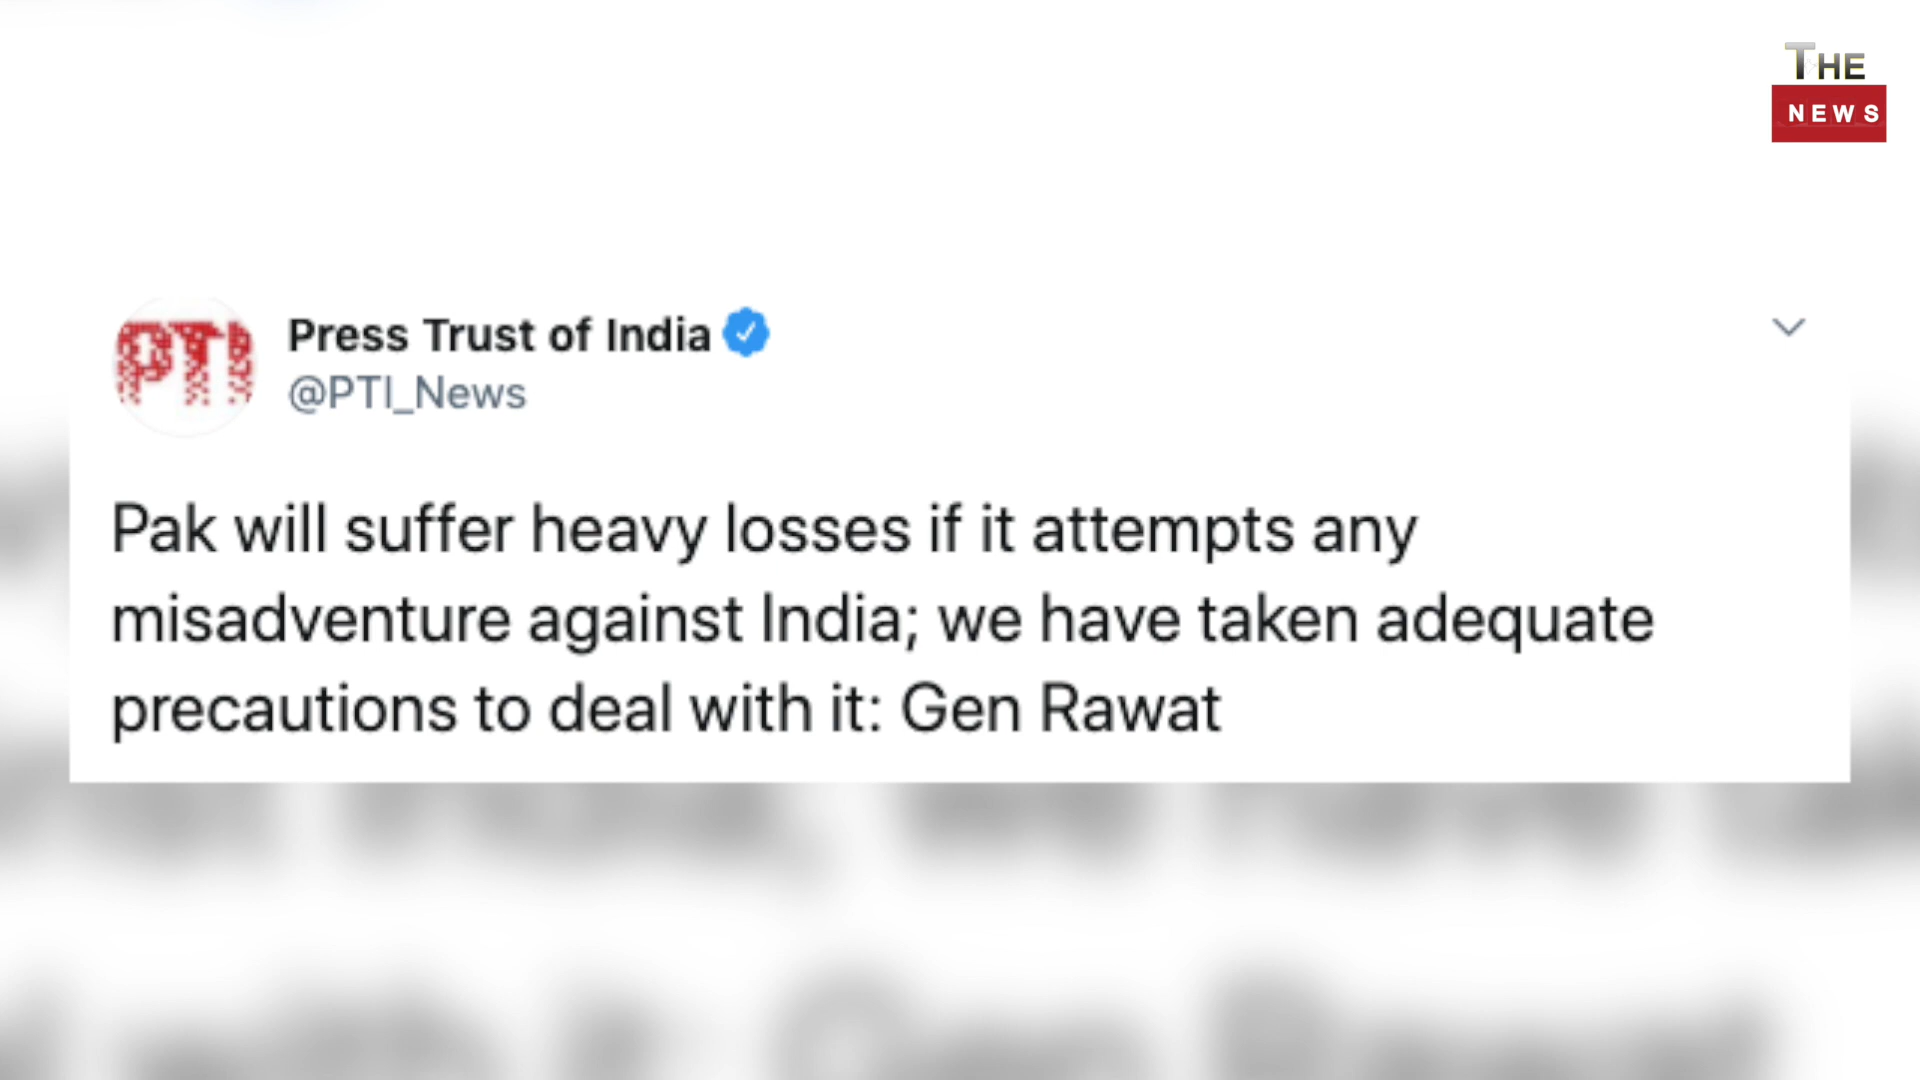 THE
NEWS
PTI
Press Trust of India
@PTI_News
Pak will suffer heavy losses if it attempts any
misadventure against India; we have taken adequate
precautions to deal with it: Gen Rawat